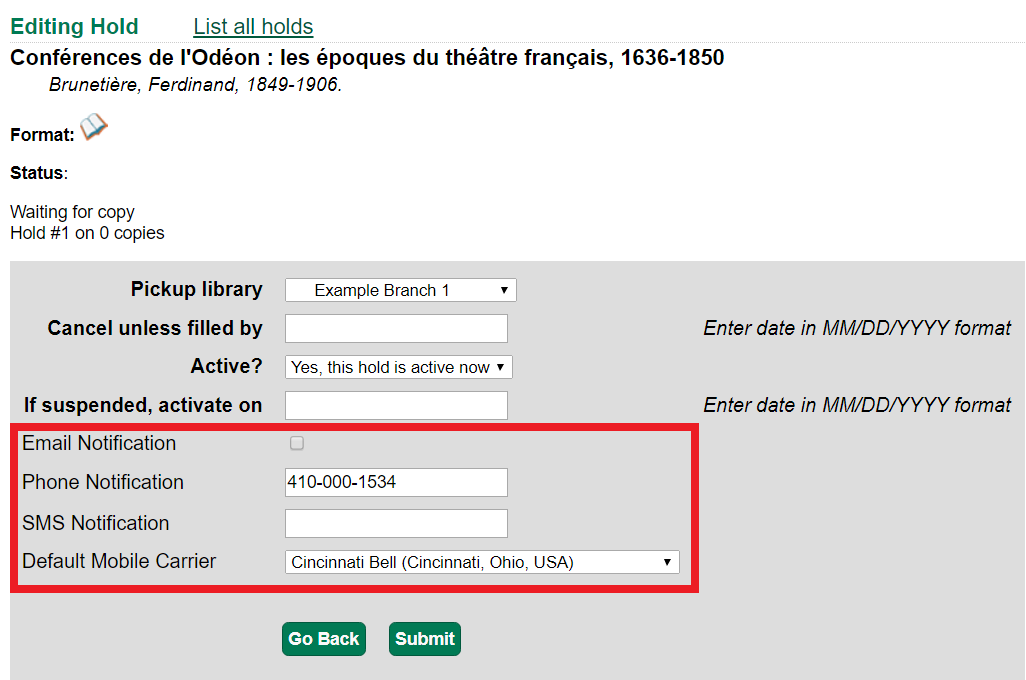 Editing Hold List all holds
Conférences de l'Odéon : les époques du théâtre français, 1636-1850
Brunetière, Ferdinand, 1849-1906.
Format:
Status:
Waiting for copy
Hold #1 on 0 copies
Pickup library Example Branch 1
Cancel unless filled by Enter date in MM/DD/YYYY format
Active? Yes, this hold is active now
If suspended, activate on Enter date in MM/DD/YYYY format
Email Notification
Phone Notification 410-000-1534
SMS Notification
Default Mobile Carrier Cincinnati Bell (Cincinnati, Ohio, USA)
Go Back Submit